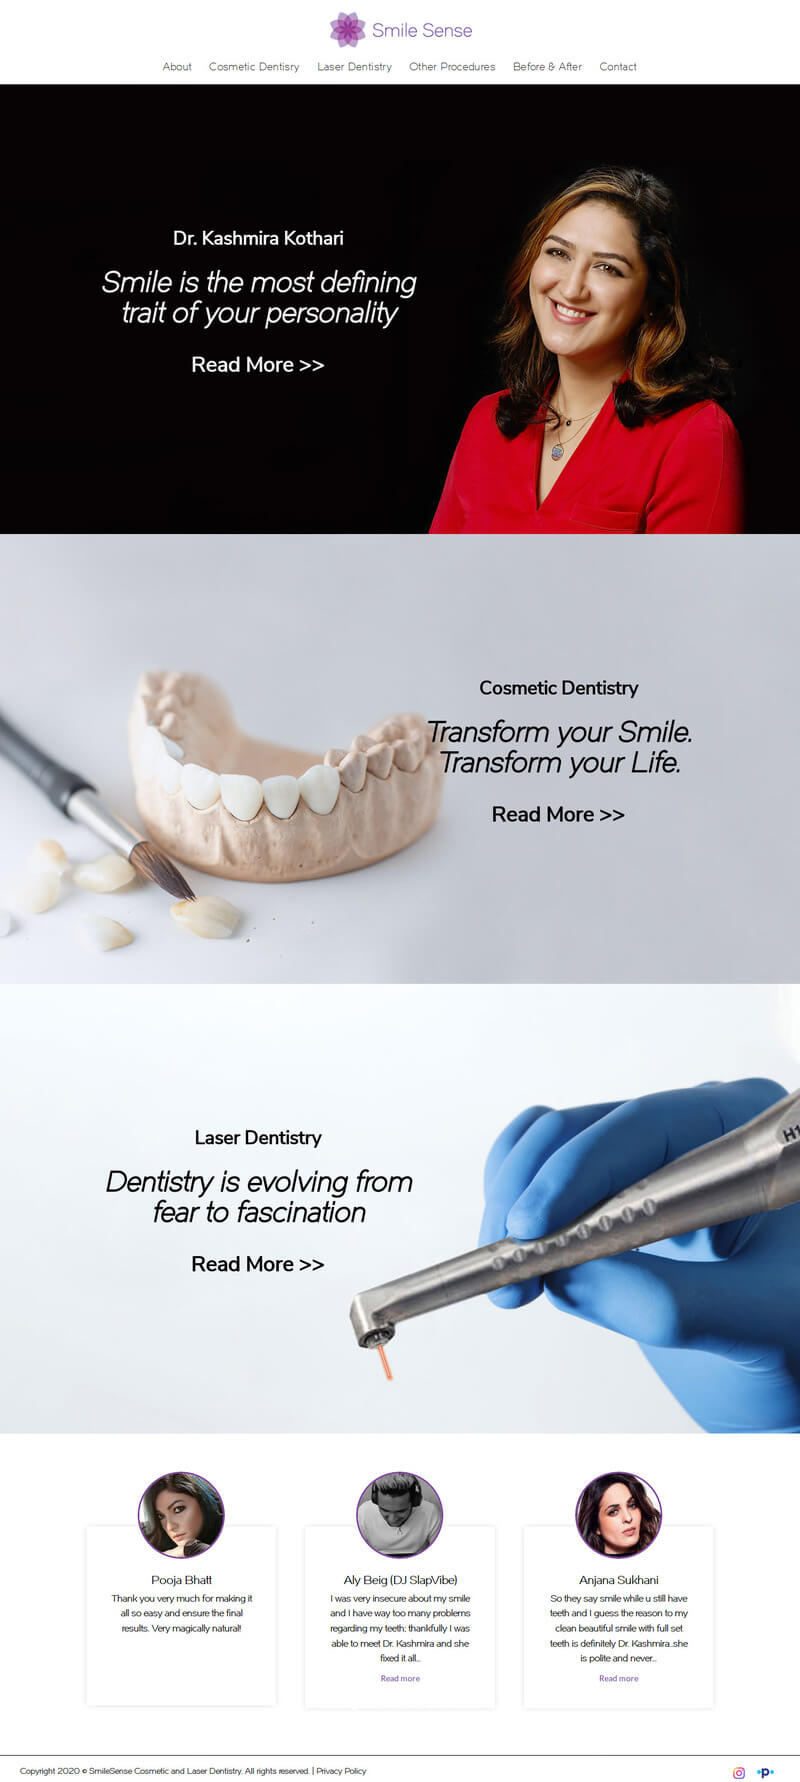 Smile Sense
About Cosmetic Dentisry Laser Dentistry Other Procedures Before & After Contact
Dr. Kashmira Kothari
Smile is the most defining
trait of your personality
Read More >>
Cosmetic Dentistry
Transform your Smile.
Transform your Life.
Read More >>
H1
Laser Dentistry
Dentistry is evolving from
fear to fascination
Read More >>
Pooja Bhatt
Thank you very much for making it
all so easy and ensure the final
results. Very magically natural!
Aly Beig (DJ SlapVibe)
I was very insecure about my smile
and I have way too many problems
regarding my teeth; thankfully I was
able to meet Dr. Kashmira and she
fixed it all...
Read more
Anjana Sukhani
So they say smile while u still have
teeth and I guess the reason to my
clean beautiful smile with full set
teeth is definitely Dr. Kashmira..she
is polite and never...
Read more
Copyright 2020 © SmileSense Cosmetic and Laser Dentistry. All rights reserved. | Privacy Policy
p